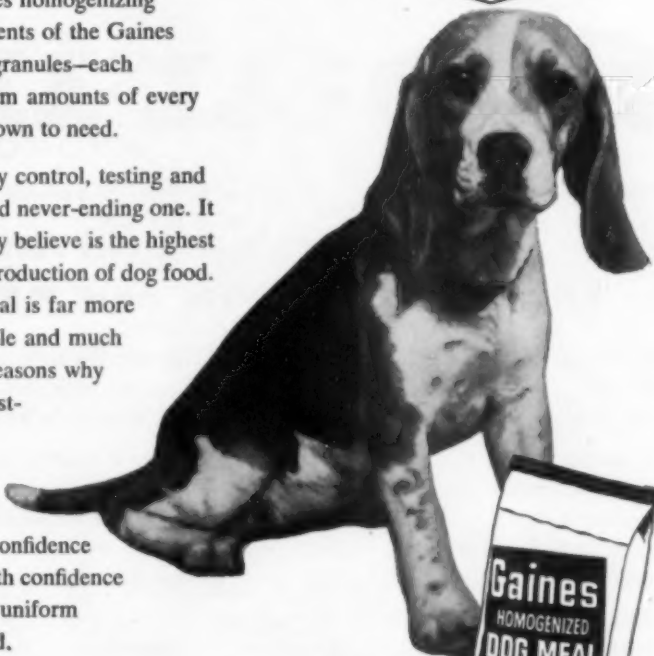 es homogenizing
ents of the Gaines
granules—each
m amounts of every
own to need.
y control, testing and
d never-ending one. It
y believe is the highest
roduction of dog food.
al is far more
le and much
easons why
st-
onfidence
th confidence
uniform
d.
Gaines
HOMOGENIZED
DOG MEAL